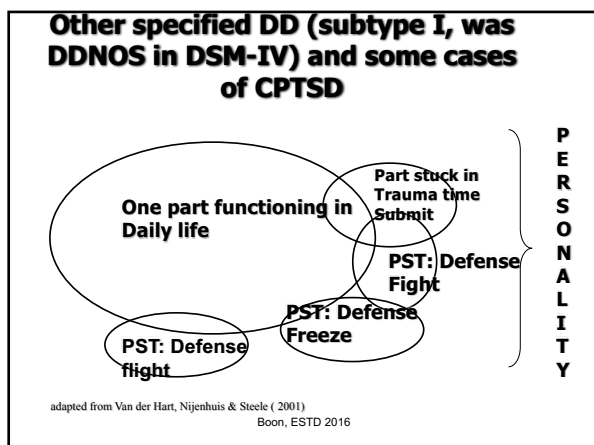 Other specified DD (subtype I, was
DDNOS in DSM-IV) and some cases
of CPTSD
One part functioning in
Daily life
Part stuck in
Trauma time
Submit
PST: Defense
Fight
PST: Defense
Freeze
PST: Defense
flight
P
E
R
S
O
N
A
L
I
T
Y
adapted from Van der Hart, Nijenhuis & Steele ( 2001)
Boon, ESTD 2016